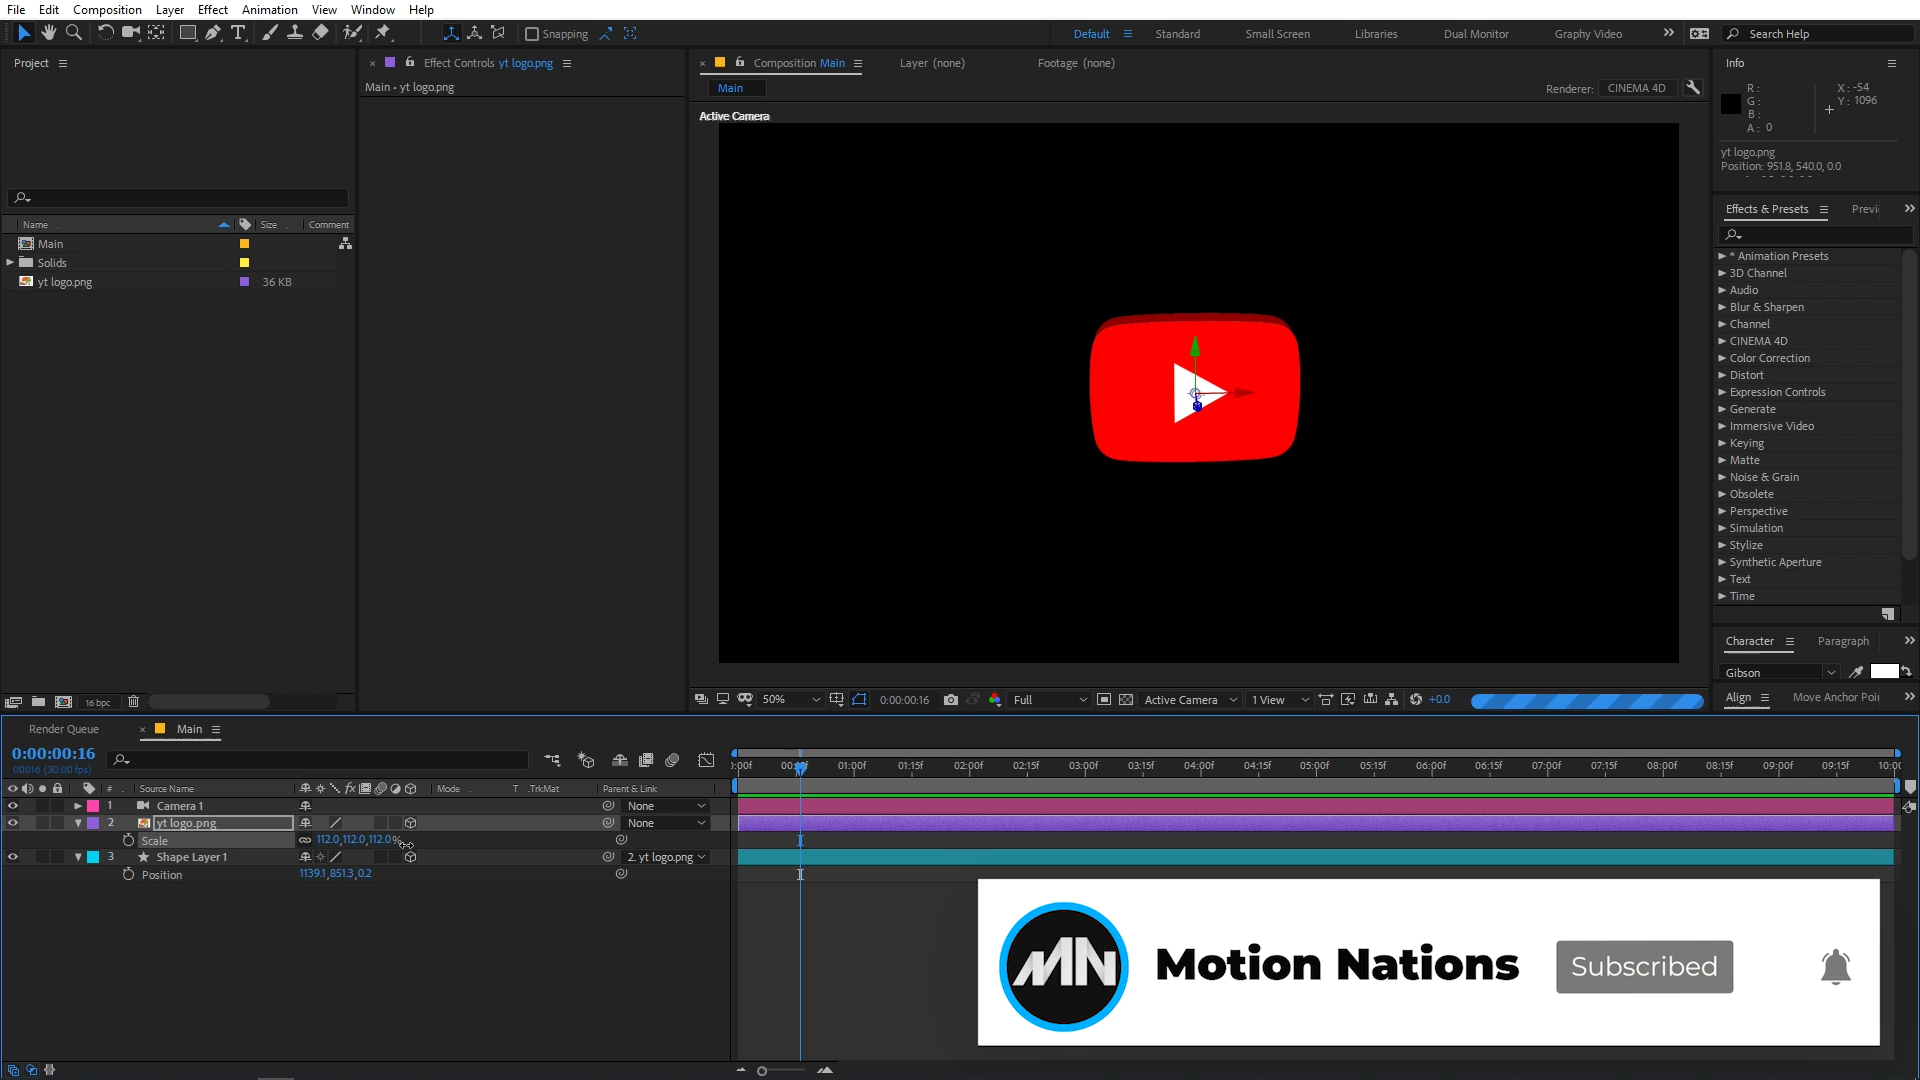 File Edit Composition Layer Effect Animation View Window Help
Snapping
Default Standard Small Screen Libraries Dual Monitor Graphy Video Search Help
Project
Effect Controls yt logo.png
Main • yt logo.png
Composition Main Layer (none) Footage (none)
Main
Renderer: CINEMA 4D
Active Camera
Info
R:
G:
B:
A: 0
X: -54
Y: 1096
yt logo.png
Position: 951.8, 540.0, 0.0
Effects & Presets Previ
* Animation Presets
3D Channel
Audio
Blur & Sharpen
Channel
CINEMA 4D
Color Correction
Distort
Expression Controls
Generate
Immersive Video
Keying
Matte
Noise & Grain
Obsolete
Perspective
Simulation
Stylize
Synthetic Aperture
Text
Time
Character Paragraph
Gibson
Align Move Anchor Poi
Name Size Comment
Main
Solids
yt logo.png 36 KB
16 bpc
50% 0:00:00:16 Full Active Camera 1 View +0.0
Render Queue Main
0:00:00:16
00016 (30.00 fps)
# Source Name Mode T .TrkMat Parent & Link
1 Camera 1 None
2 yt logo.png None
Scale 112.0,112.0,112.0%
3 Shape Layer 1 2. yt logo.png
Position 1139.1,851.3,0.2
:00f 01:00f 01:15f 02:00f 02:15f 03:00f 03:15f 04:00f 04:15f 05:00f 05:15f 06:00f 06:15f 07:00f 07:15f 08:00f 08:15f 09:00f 09:15f 10:00
MN
Motion Nations
Subscribed